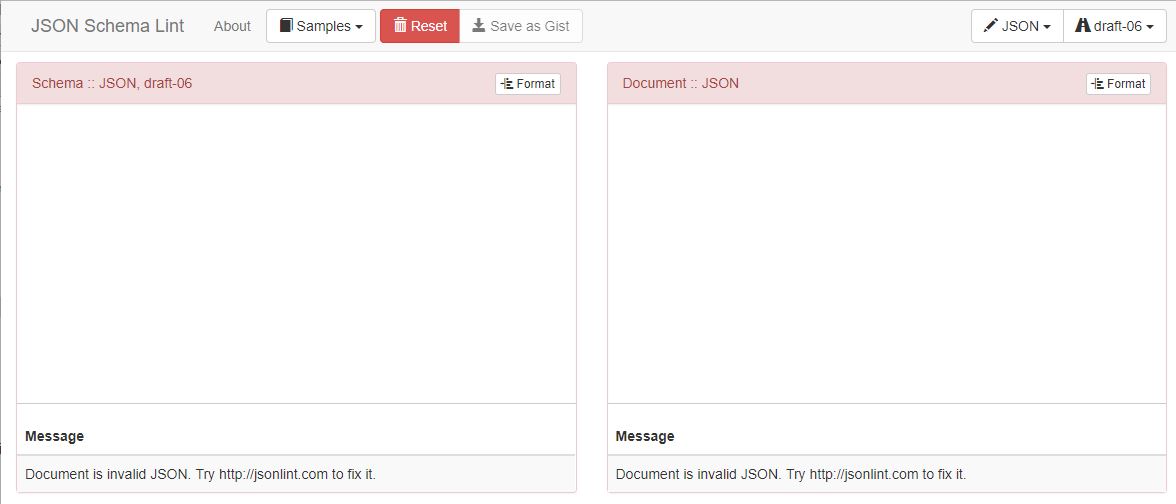 JSON Schema Lint About Samples Reset Save as Gist JSON draft-06
Schema :: JSON, draft-06 Format
Document :: JSON Format
Message
Document is invalid JSON. Try http://jsonlint.com to fix it.
Message
Document is invalid JSON. Try http://jsonlint.com to fix it.